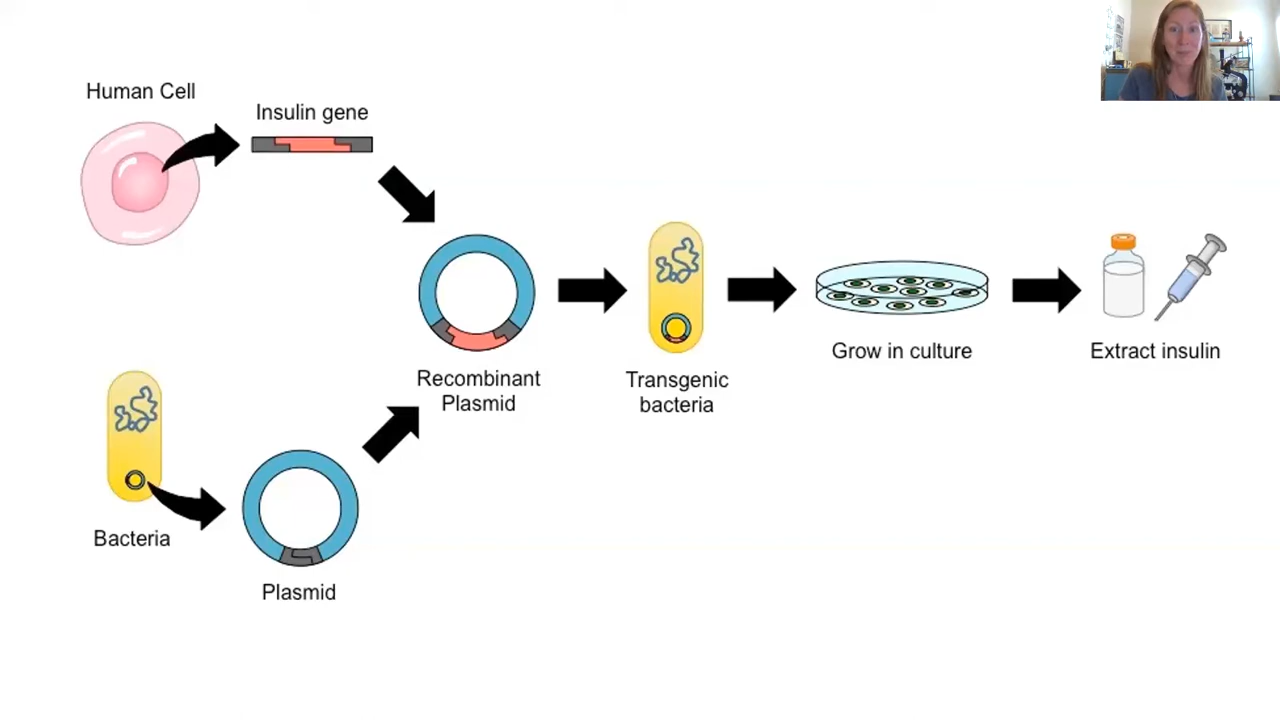 Human Cell
Insulin gene
Recombinant
Plasmid
Transgenic
bacteria
Grow in culture
Extract insulin
Bacteria
Plasmid